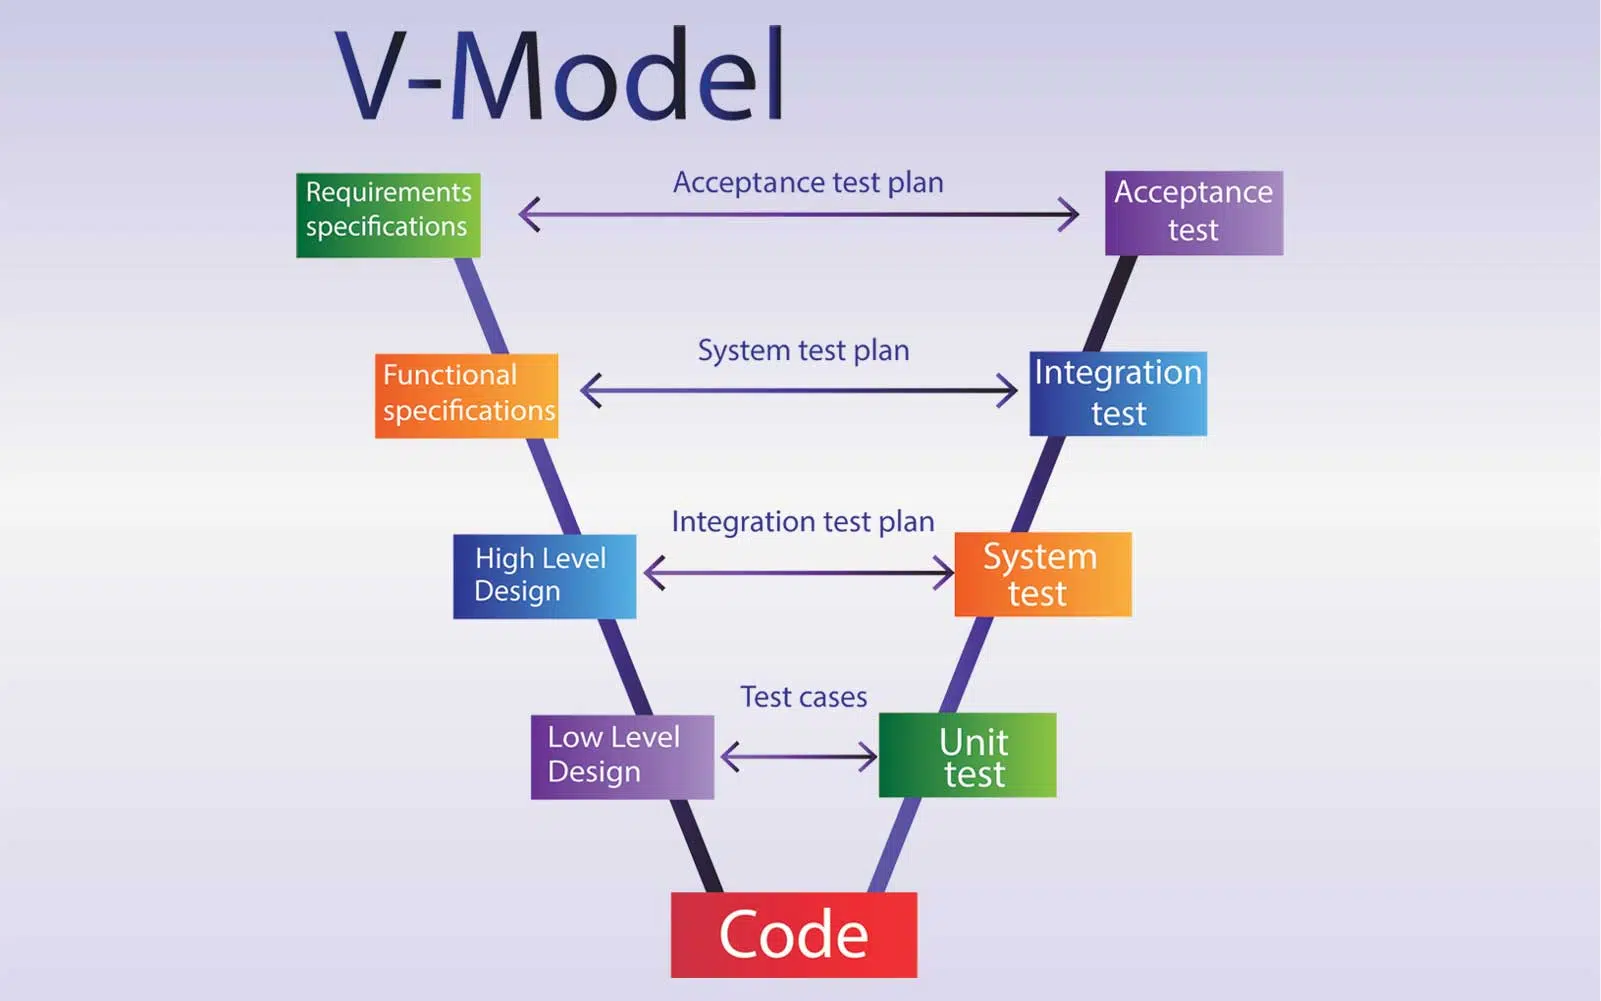 V-Model
Requirements
specifications
Acceptance test plan
Acceptance
test
Functional
specifications
System test plan
Integration
test
High Level
Design
Integration test plan
System
test
Low Level
Design
Test cases
Unit
test
Code